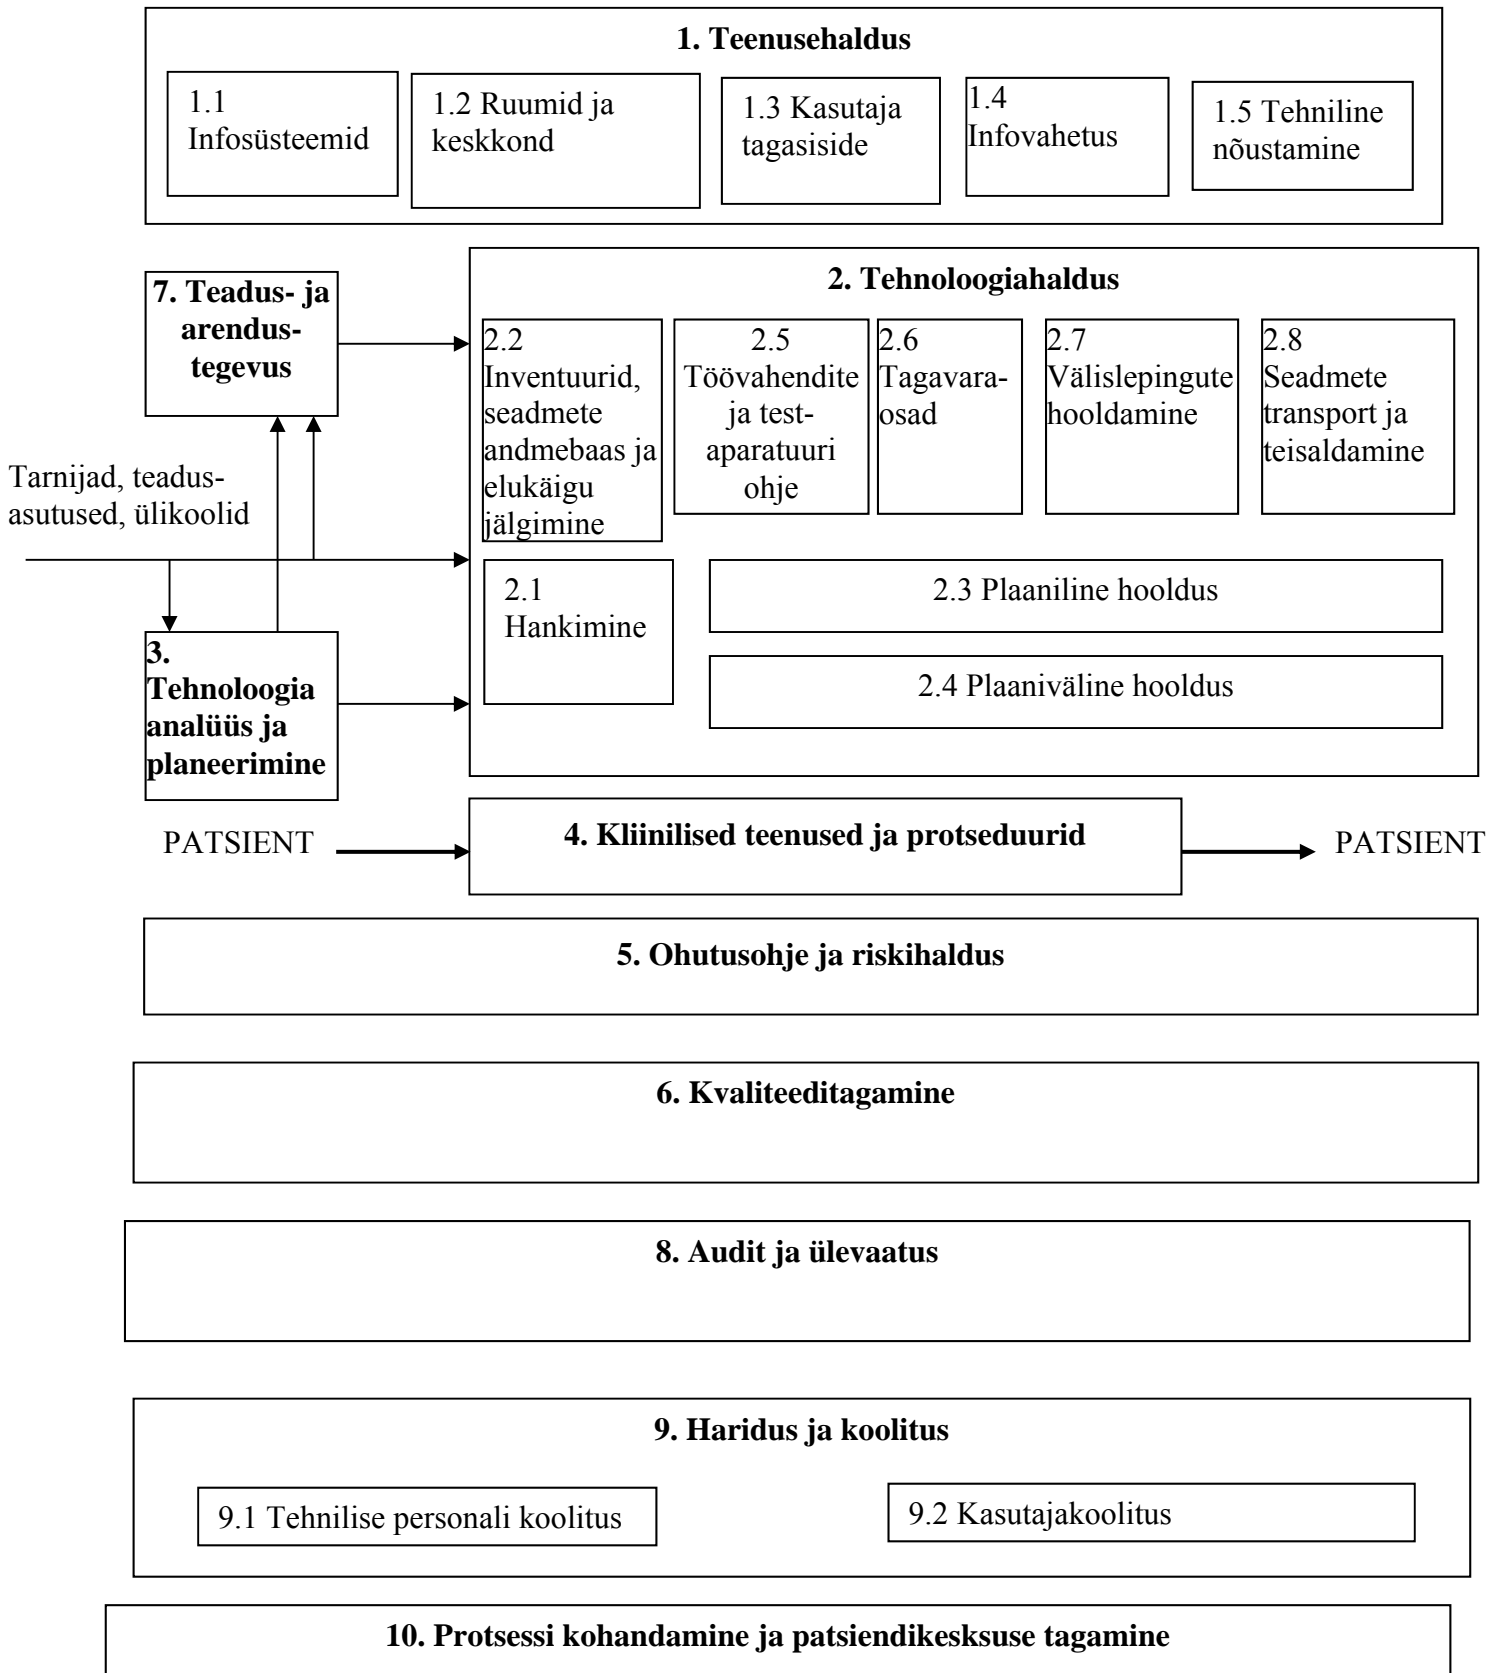 1. Teenusehaldus
1.1
Infosüsteemid
1.2 Ruumid ja
keskkond
1.3 Kasutaja
tagasiside
1.4
Infovahetus
1.5 Tehniline
nõustamine
7. Teadus- ja
arendus-
tegevus
2. Tehnoloogiahaldus
2.2
Inventuurid,
seadmete
andmebaas ja
elukäigu
jälgimine
2.5
Töövahendite
ja test-
aparatuuri
ohje
2.6
Tagavara-
osad
2.7
Välislepingute
hooldamine
2.8
Seadmete
transport ja
teisaldamine
Tarnijad, teadus-
asutused, ülikoolid
2.1
Hankimine
2.3 Plaaniline hooldus
2.4 Plaaniväline hooldus
3.
Tehnoloogia
analüüs ja
planeerimine
PATSIENT
4. Kliinilised teenused ja protseduurid
PATSIENT
5. Ohutusohje ja riskihaldus
6. Kvaliteeditagamine
8. Audit ja ülevaatus
9. Haridus ja koolitus
9.1 Tehnilise personali koolitus
9.2 Kasutajakoolitus
10. Protsessi kohandamine ja patsiendikesksuse tagamine